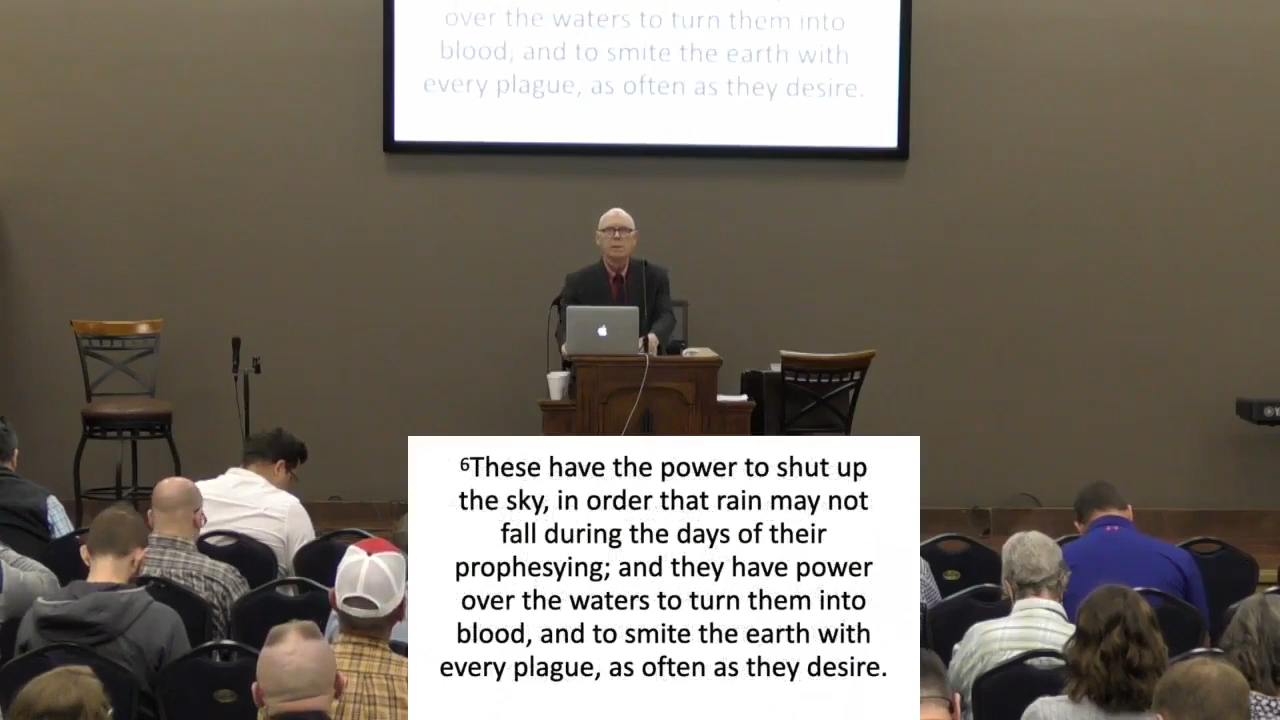 over the waters to turn them into
blood, and to smite the earth with
every plague, as often as they desire.
⁶These have the power to shut up
the sky, in order that rain may not
fall during the days of their
prophesying; and they have power
over the waters to turn them into
blood, and to smite the earth with
every plague, as often as they desire.